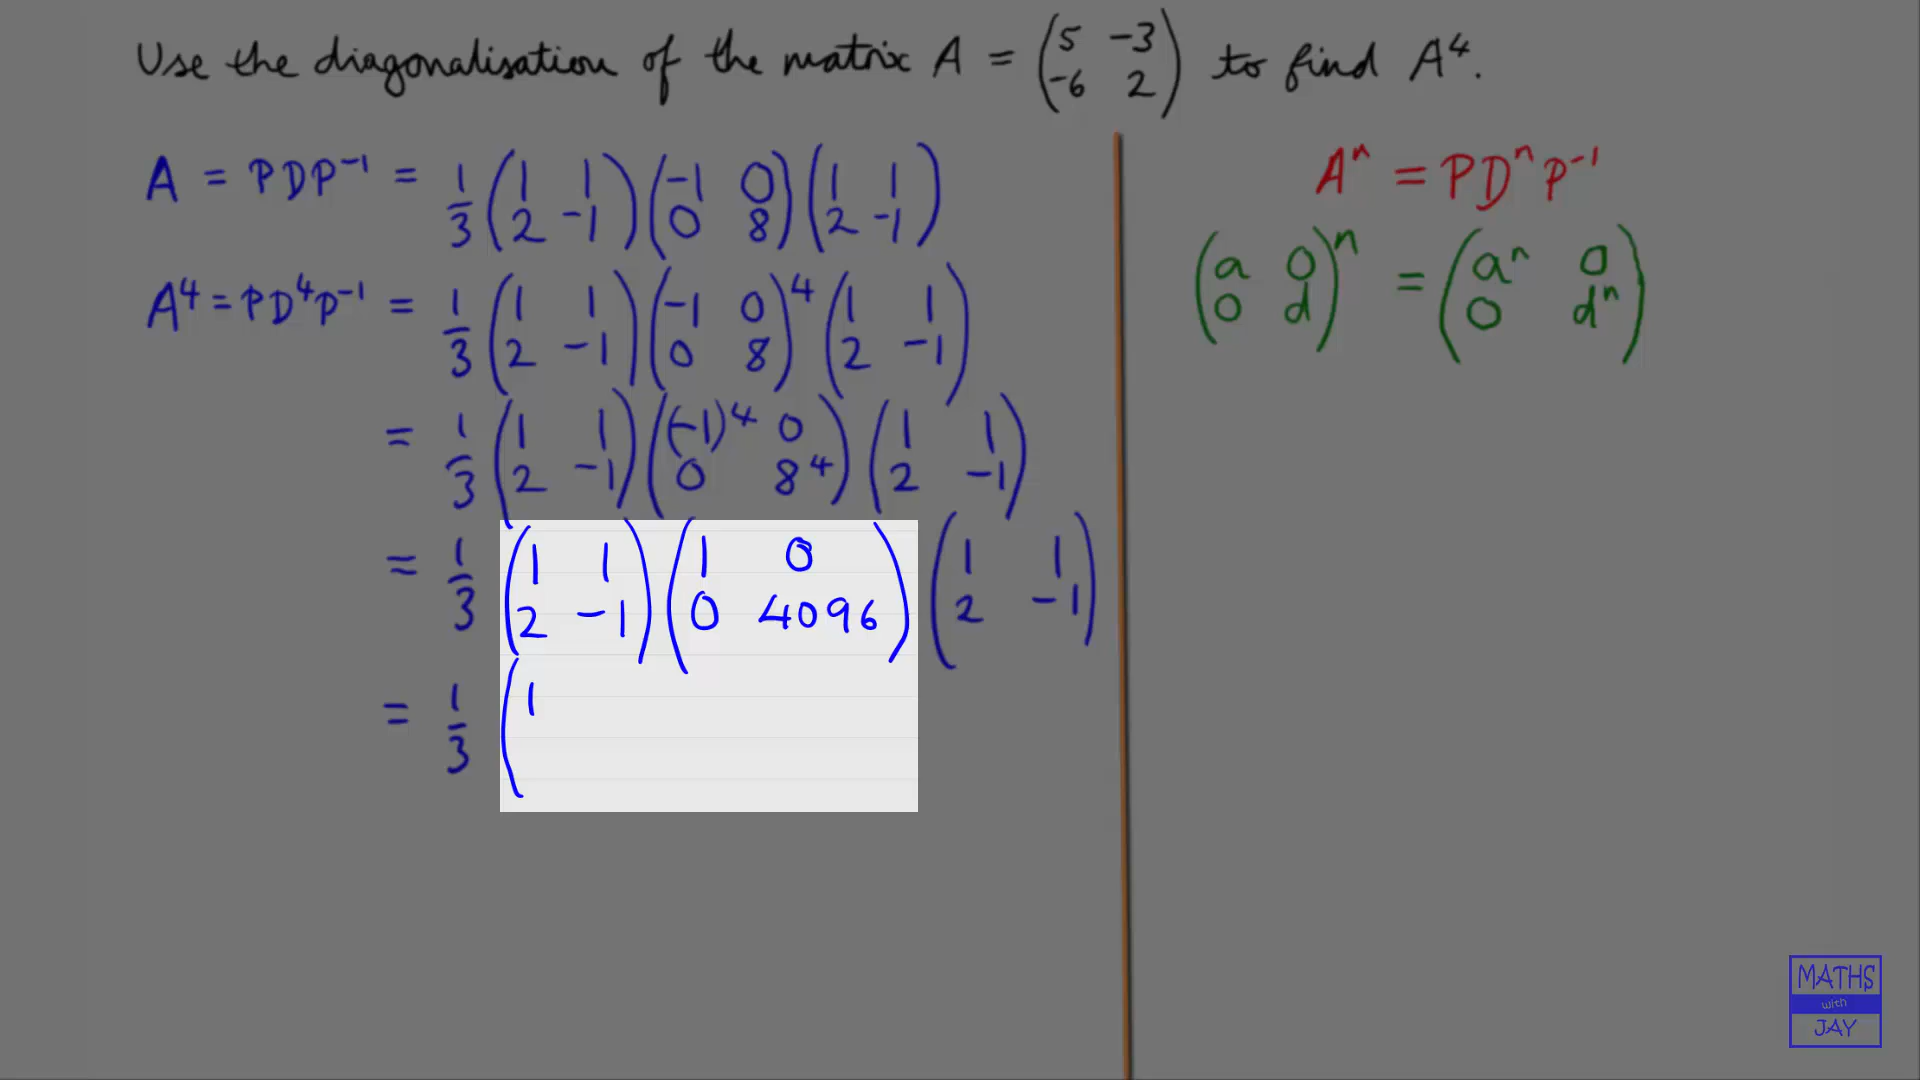 Use the diagonalisation of the matrix A = (5 -3; -6 2) to find A⁴.
A = PDP⁻¹ = 1/3 (1 1; 2 -1)(-1 0; 0 8)(1 1; 2 -1)
A⁴ = PD⁴P⁻¹ = 1/3 (1 1; 2 -1)(-1 0; 0 8)⁴(1 1; 2 -1)
= 1/3 (1 1; 2 -1)((-1)⁴ 0; 0 8⁴)(1 1; 2 -1)
= 1/3 (1 1; 2 -1)(1 0; 0 4096)(1 1; 2 -1)
= 1/3 (1
Aⁿ = PDⁿP⁻¹
(a 0; 0 d)ⁿ = (aⁿ 0; 0 dⁿ)
MATHS
with
JAY